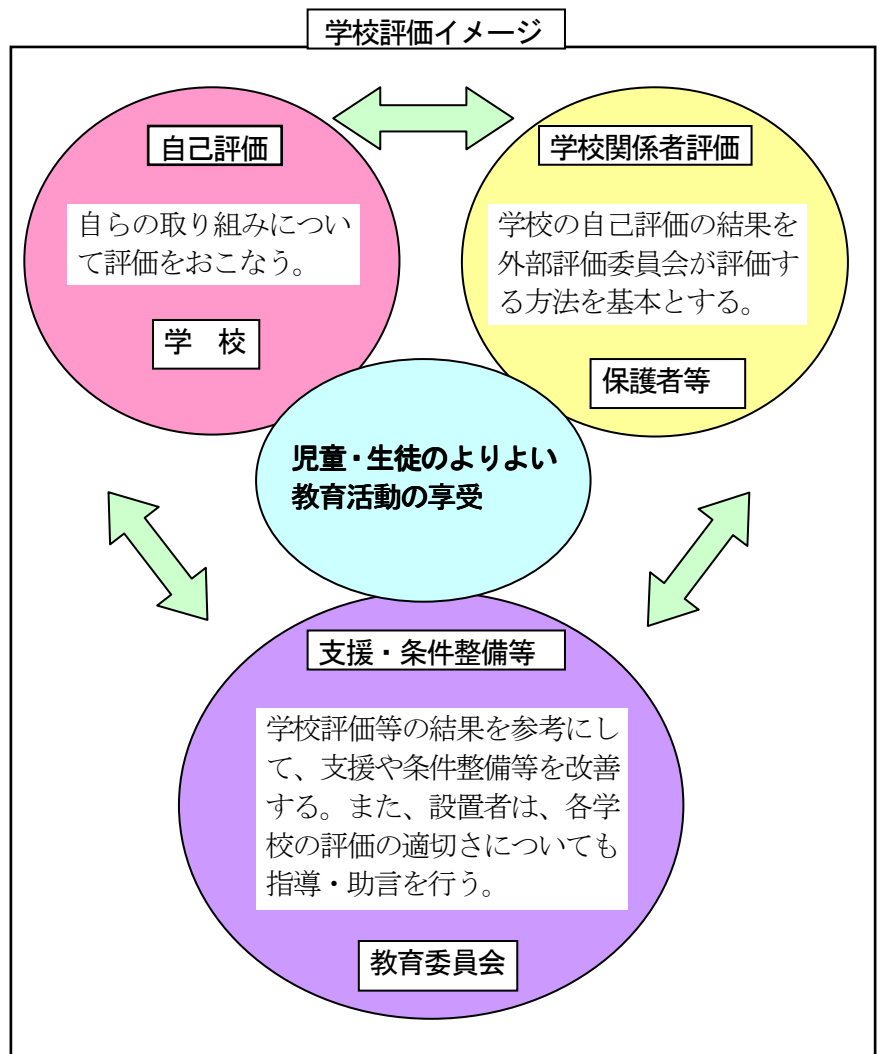 学校評価イメージ
自己評価
自らの取り組みについ
て評価をおこなう。
学　校
学校関係者評価
学校の自己評価の結果を
外部評価委員会が評価す
る方法を基本とする。
保護者等
児童・生徒のよりよい
教育活動の享受
支援・条件整備等
学校評価等の結果を参考にし
て、支援や条件整備等を改善
する。また、設置者は、各学
校の評価の適切さについても
指導・助言を行う。
教育委員会